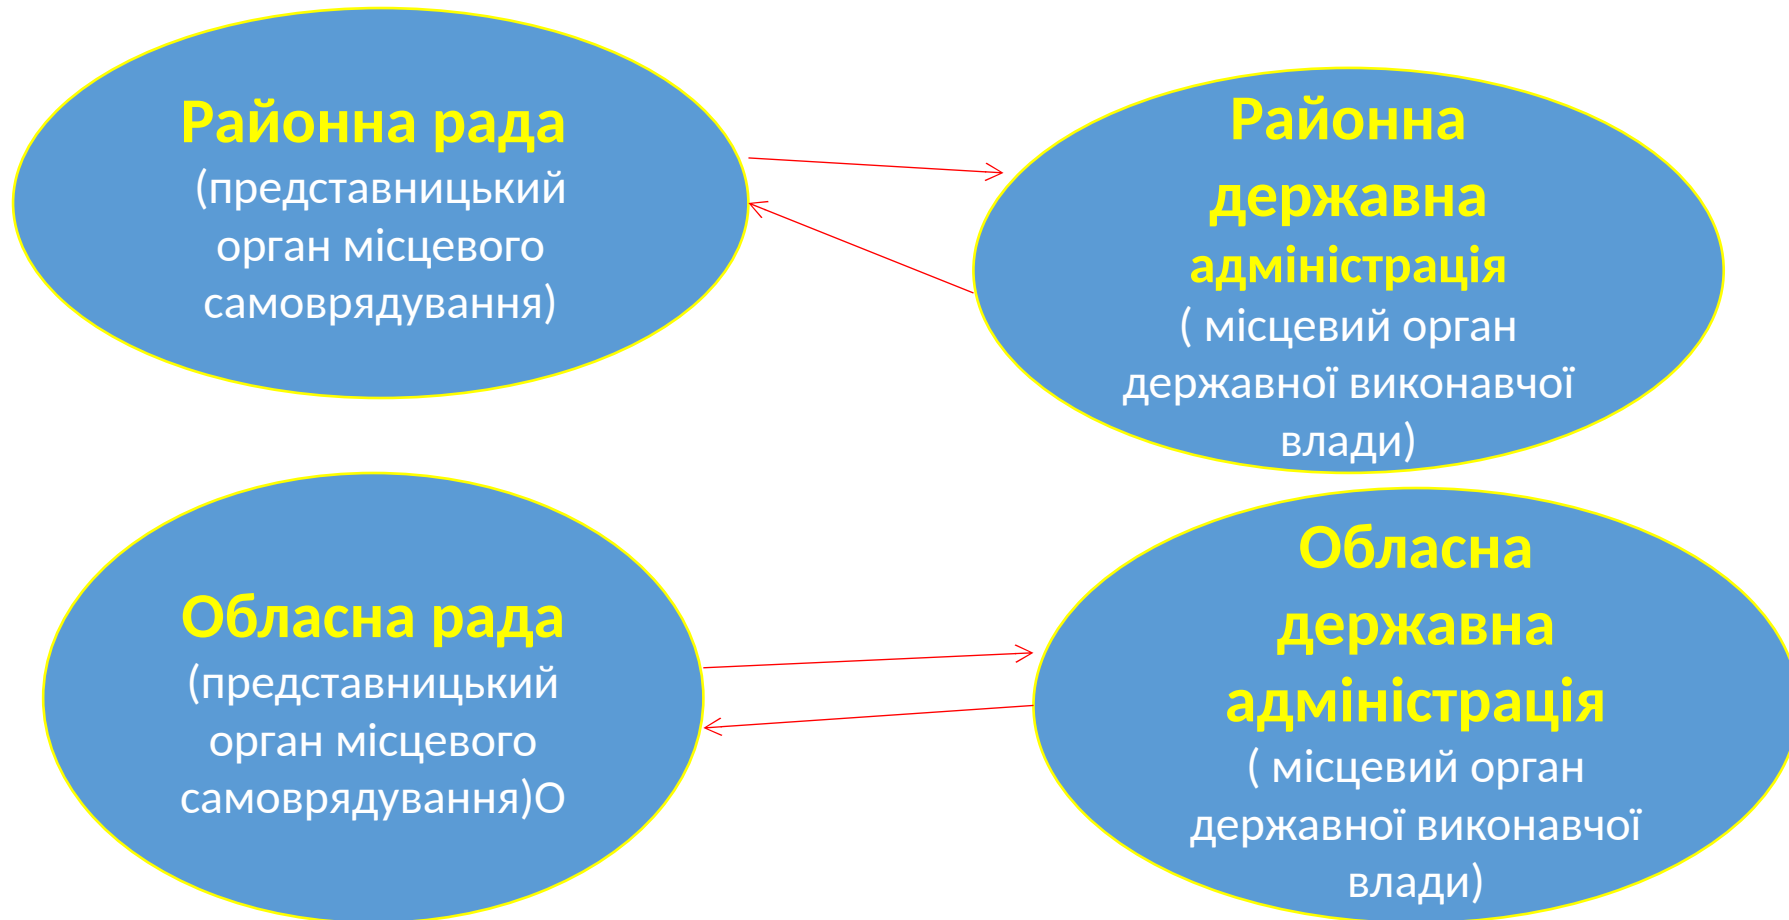 Районна рада
(представницький
орган місцевого
самоврядування)
Районна
державна
адміністрація
( місцевий орган
державної виконавчої
влади)
Обласна рада
(представницький
орган місцевого
самоврядування)О
Обласна
державна
адміністрація
( місцевий орган
державної виконавчої
влади)